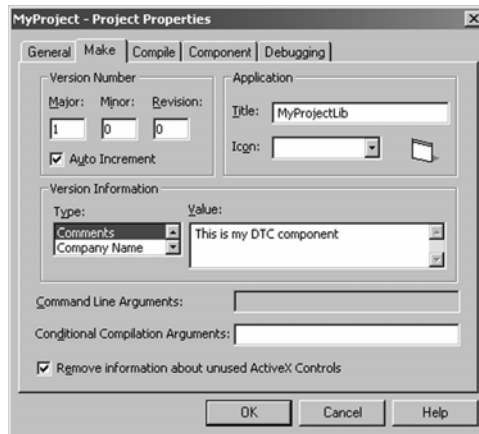 MyProject - Project Properties
General Make Compile Component Debugging
Version Number
Major: Minor: Revision:
1 0 0
Auto Increment
Application
Title: MyProjectLib
Icon:
Version Information
Type: Value:
Comments
Company Name
This is my DTC component
Command Line Arguments:
Conditional Compilation Arguments:
Remove information about unused ActiveX Controls
OK Cancel Help